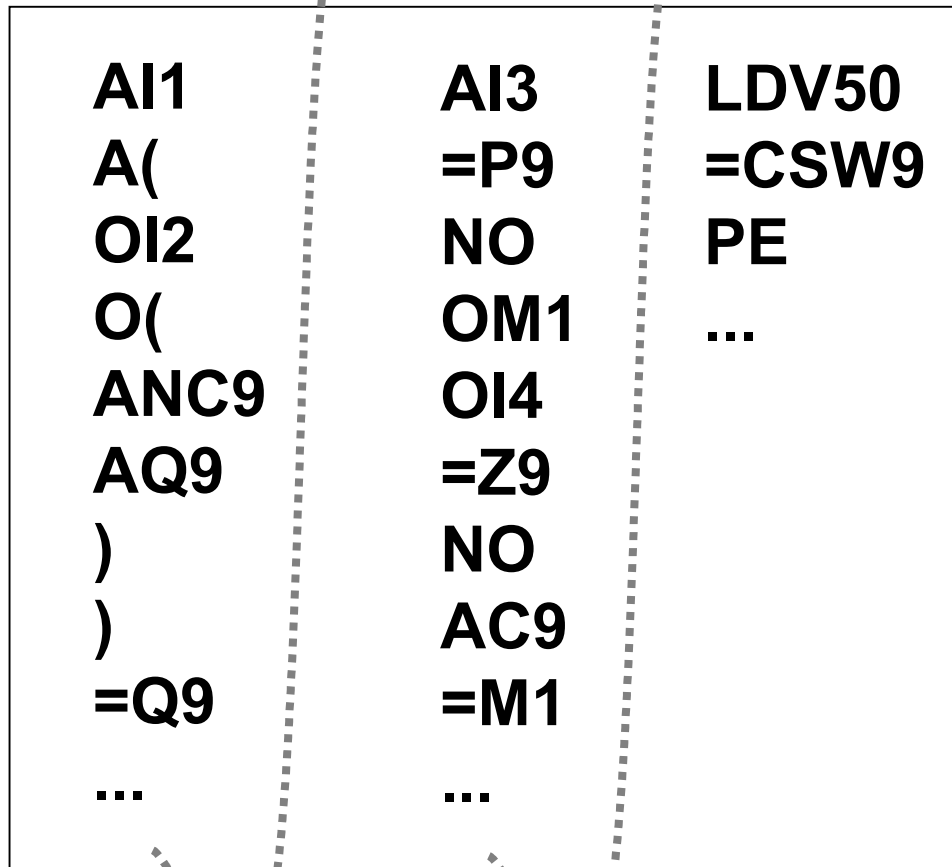 AI1
A(
OI2
O(
ANC9
AQ9
)
)
=Q9
...
AI3
=P9
NO
OM1
OI4
=Z9
NO
AC9
=M1
...
LDV50
=CSW9
PE
...